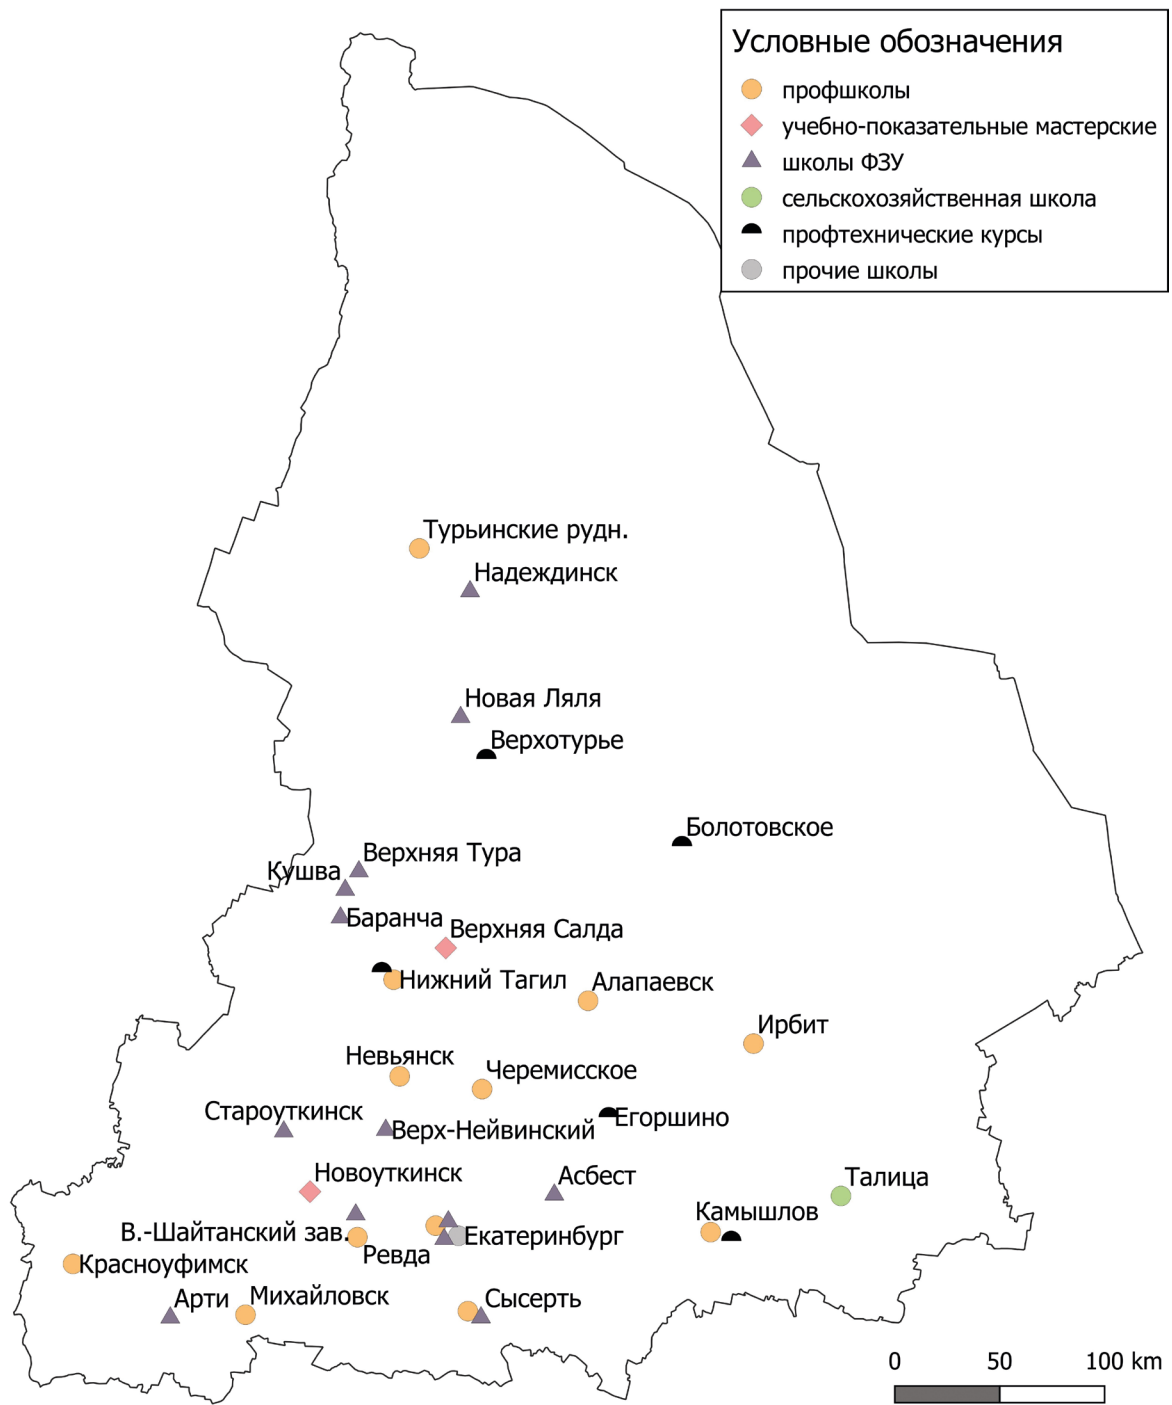 Условные обозначения
профшколы
учебно-показательные мастерские
школы ФЗУ
сельскохозяйственная школа
профтехнические курсы
прочие школы
Турьинские рудн.
Надеждинск
Новая Ляля
Верхотурье
Болотовское
Верхняя Тура
Кушва
Баранча
Верхняя Салда
Нижний Тагил
Алапаевск
Ирбит
Невьянск
Черемисское
Староуткинск
Верх-Нейвинский
Егоршино
Новоуткинск
Асбест
Талица
Камышлов
В.-Шайтанский зав.
Екатеринбург
Ревда
Красноуфимск
Арти
Михайловск
Сысерть
0 50 100 km